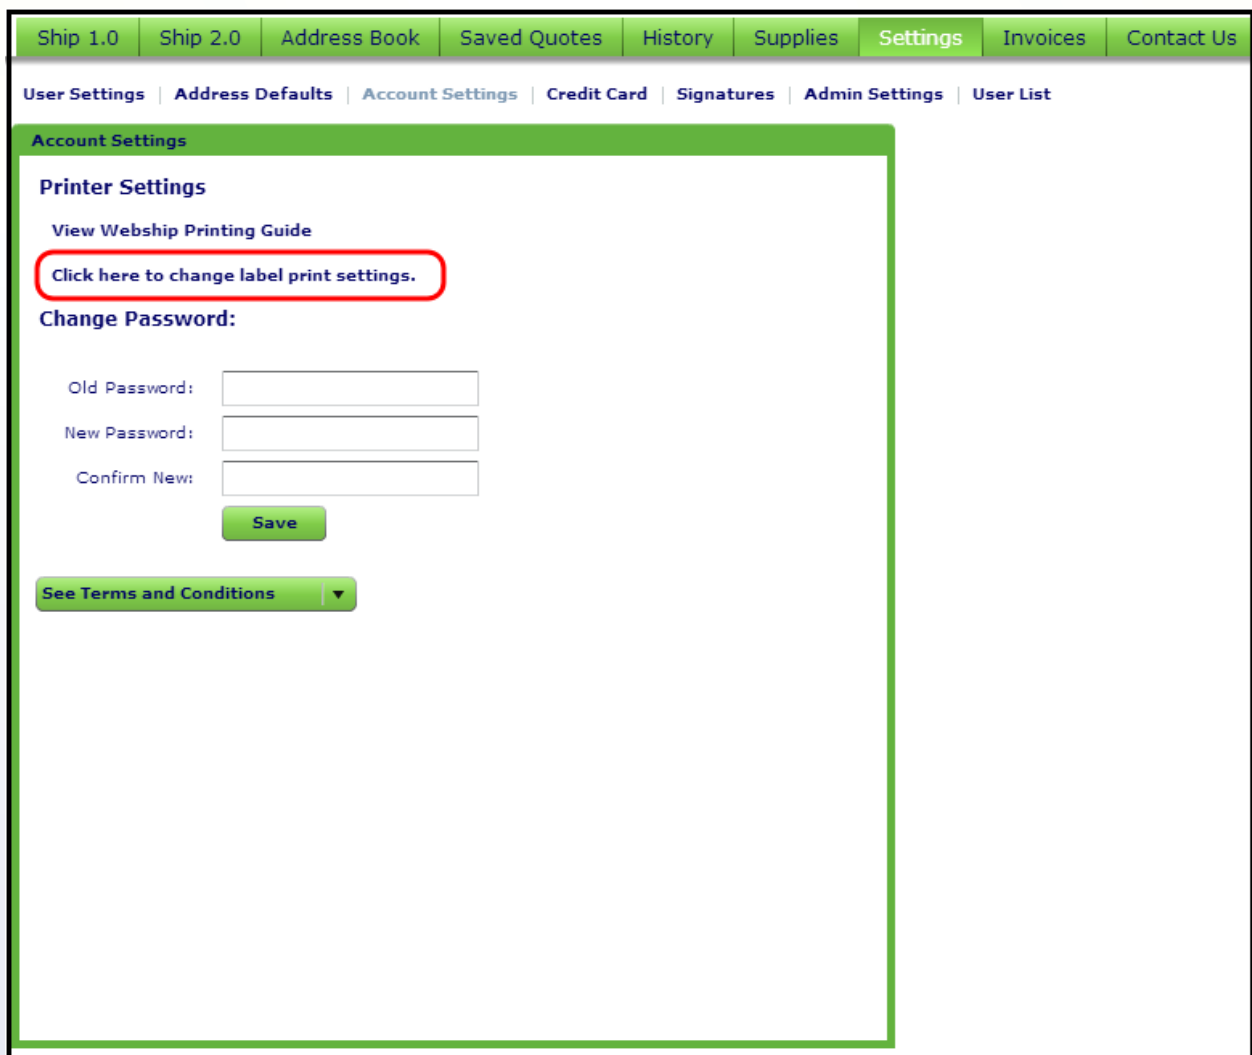 Ship 1.0 Ship 2.0 Address Book Saved Quotes History Supplies Settings Invoices Contact Us
User Settings | Address Defaults | Account Settings | Credit Card | Signatures | Admin Settings | User List
Account Settings
Printer Settings
View Webship Printing Guide
Click here to change label print settings.
Change Password:
Old Password:
New Password:
Confirm New:
Save
See Terms and Conditions